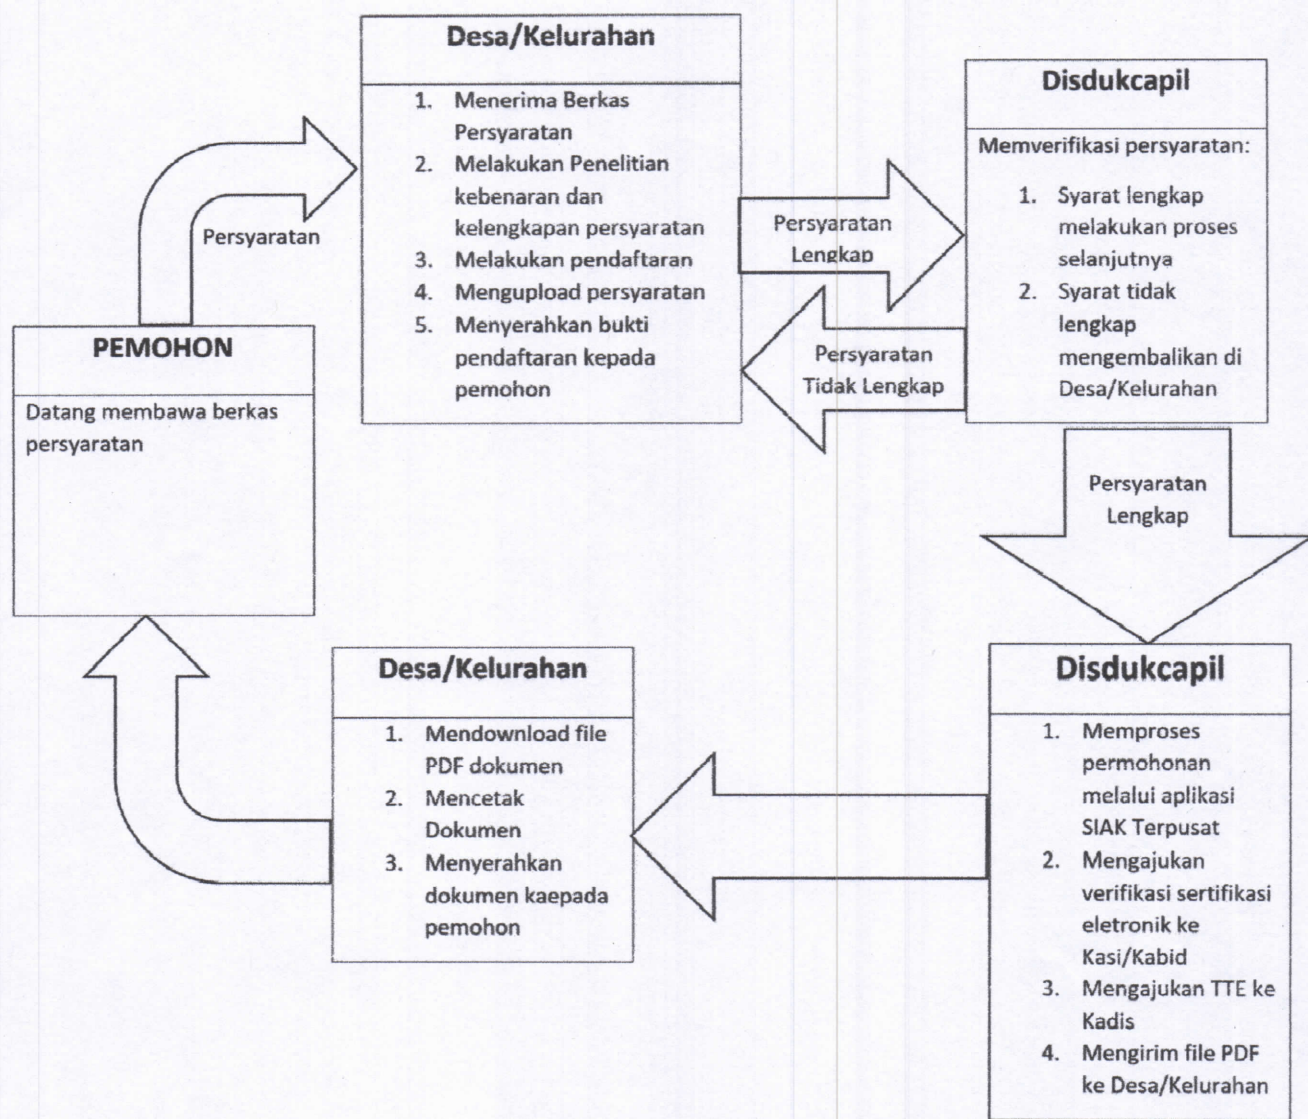 PEMOHON
Datang membawa berkas
persyaratan
Persyaratan
Desa/Kelurahan
1. Menerima Berkas
Persyaratan
2. Melakukan Penelitian
kebenaran dan
kelengkapan persyaratan
3. Melakukan pendaftaran
4. Mengupload persyaratan
5. Menyerahkan bukti
pendaftaran kepada
pemohon
Persyaratan
Lengkap
Persyaratan
Tidak Lengkap
Disdukcapil
Memverifikasi persyaratan:
1. Syarat lengkap
melakukan proses
selanjutnya
2. Syarat tidak
lengkap
mengembalikan di
Desa/Kelurahan
Persyaratan
Lengkap
Disdukcapil
1. Memproses
permohonan
melalui aplikasi
SIAK Terpusat
2. Mengajukan
verifikasi sertifikasi
eletronik ke
Kasi/Kabid
3. Mengajukan TTE ke
Kadis
4. Mengirim file PDF
ke Desa/Kelurahan
Desa/Kelurahan
1. Mendownload file
PDF dokumen
2. Mencetak
Dokumen
3. Menyerahkan
dokumen kaepada
pemohon